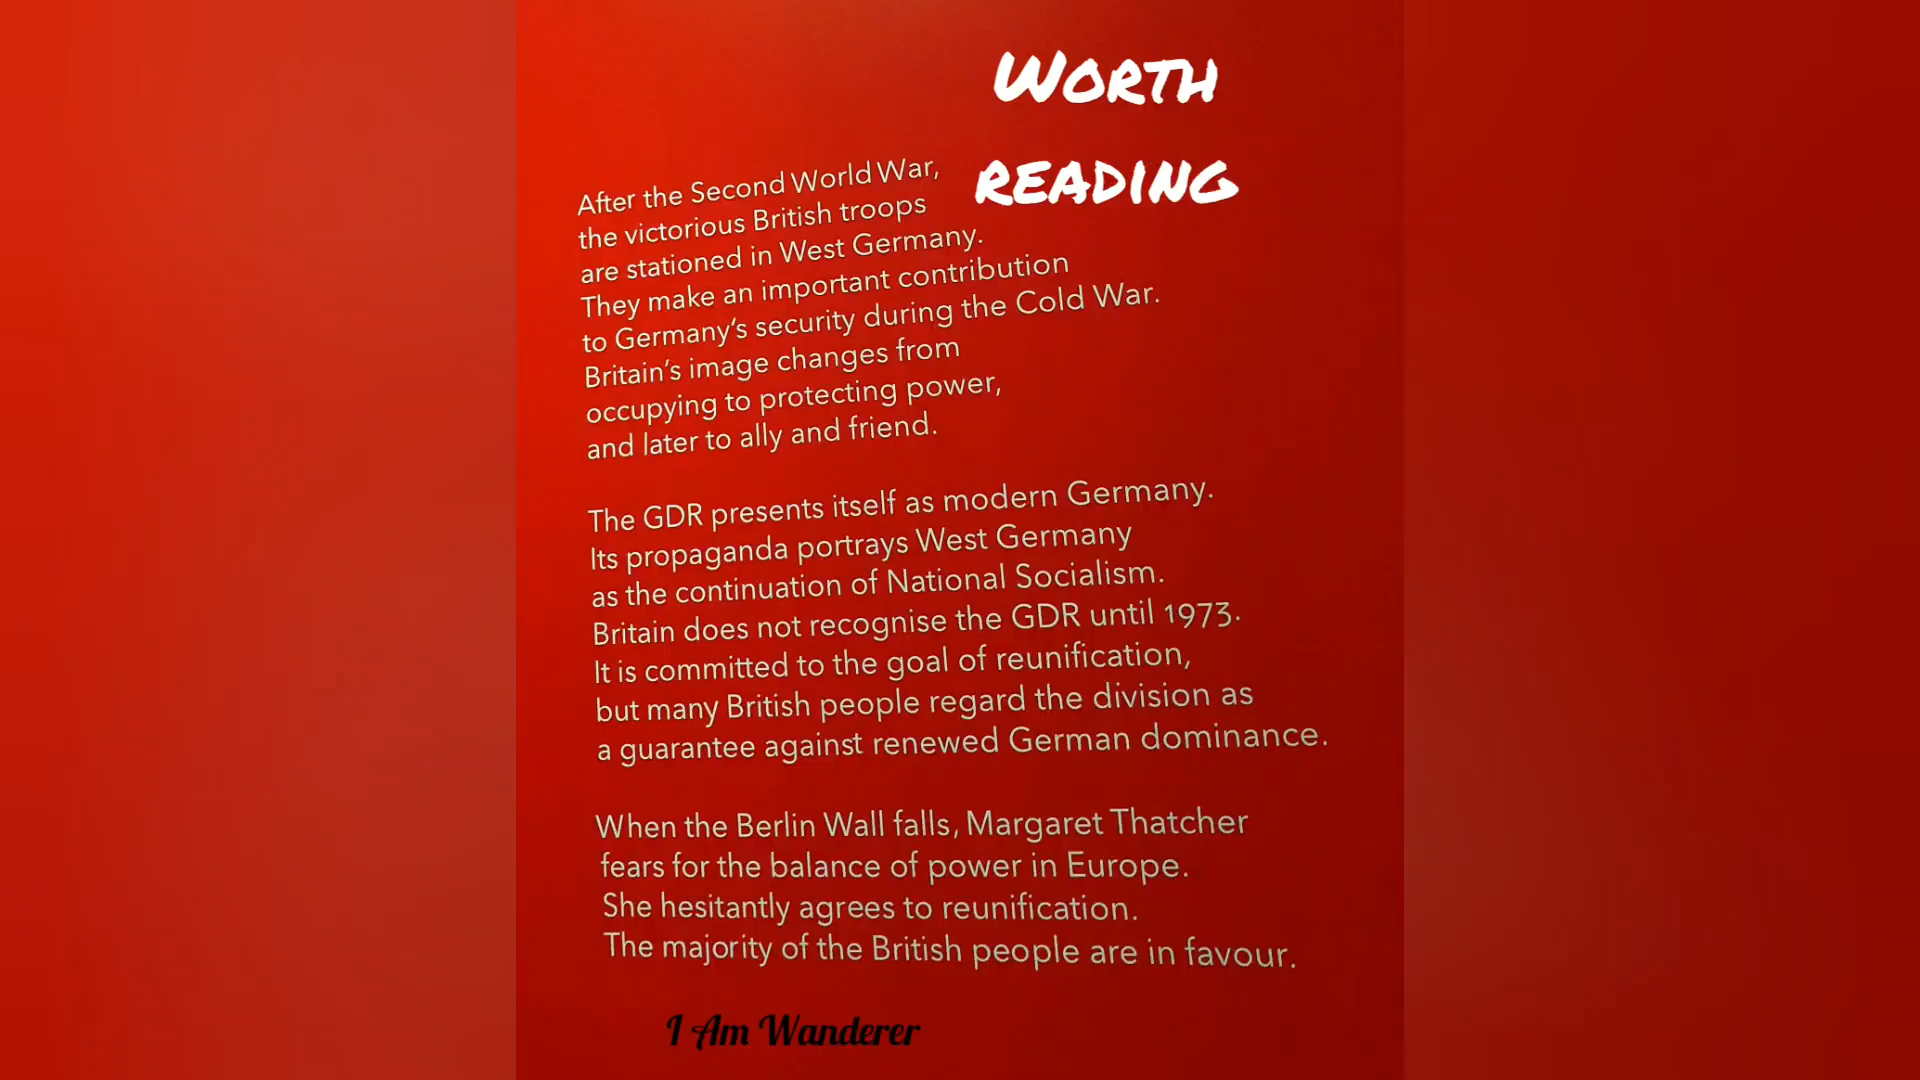 WORTH
READING
After the Second World War,
the victorious British troops
are stationed in West Germany.
They make an important contribution
to Germany's security during the Cold War.
Britain's image changes from
occupying to protecting power,
and later to ally and friend.
The GDR presents itself as modern Germany.
Its propaganda portrays West Germany
as the continuation of National Socialism.
Britain does not recognise the GDR until 1973.
It is committed to the goal of reunification,
but many British people regard the division as
a guarantee against renewed German dominance.
When the Berlin Wall falls, Margaret Thatcher
fears for the balance of power in Europe.
She hesitantly agrees to reunification.
The majority of the British people are in favour.
I Am Wanderer